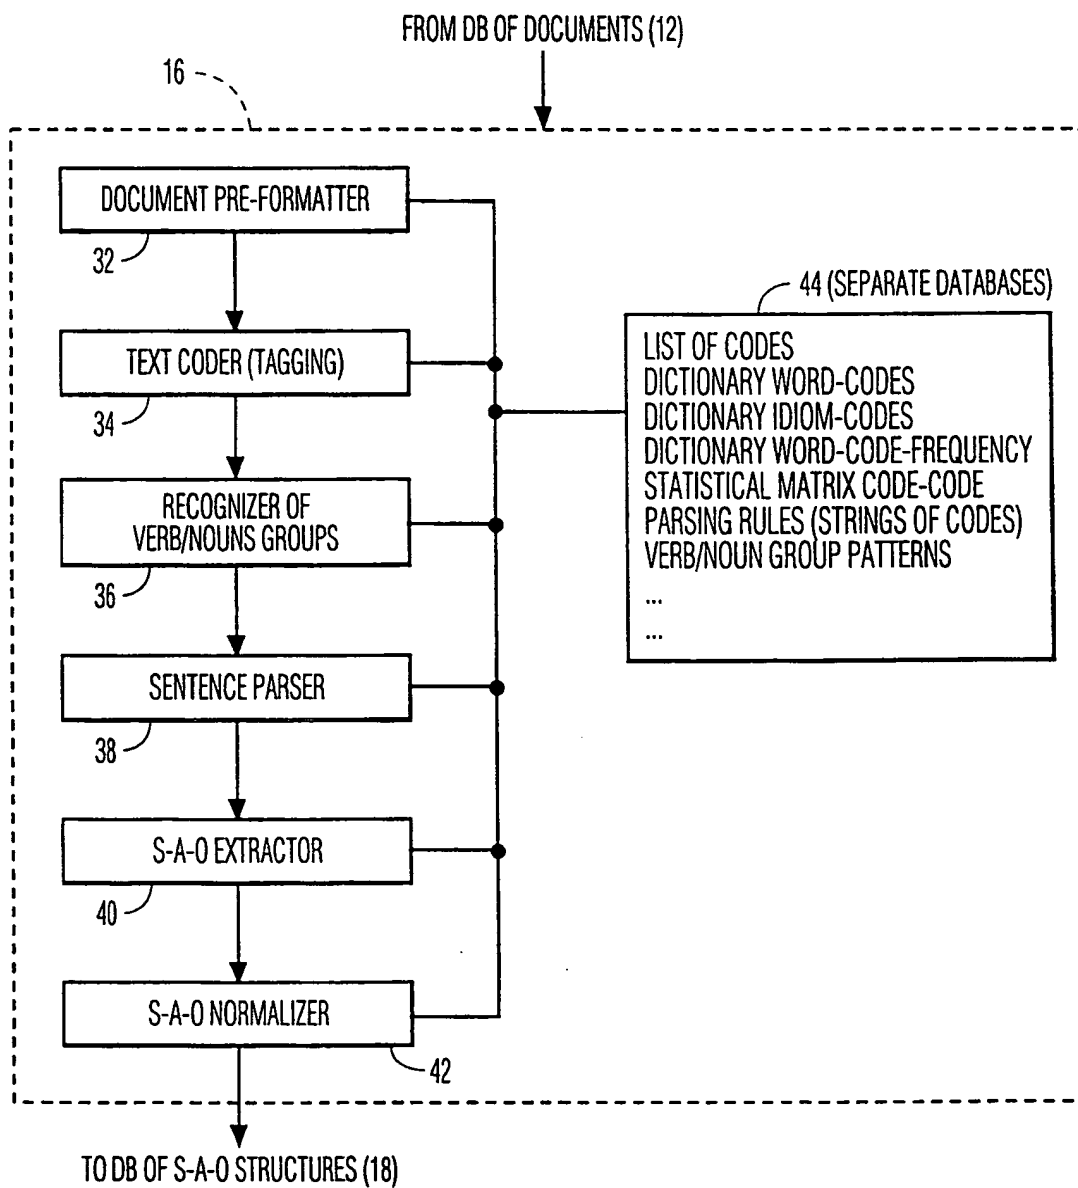 FROM DB OF DOCUMENTS (12)
16
DOCUMENT PRE-FORMATTER
32
44 (SEPARATE DATABASES)
TEXT CODER (TAGGING)
34
LIST OF CODES
DICTIONARY WORD-CODES
DICTIONARY IDIOM-CODES
DICTIONARY WORD-CODE-FREQUENCY
STATISTICAL MATRIX CODE-CODE
PARSING RULES (STRINGS OF CODES)
VERB/NOUN GROUP PATTERNS
...
...
RECOGNIZER OF
VERB/NOUNS GROUPS
36
SENTENCE PARSER
38
S-A-O EXTRACTOR
40
S-A-O NORMALIZER
42
TO DB OF S-A-O STRUCTURES (18)